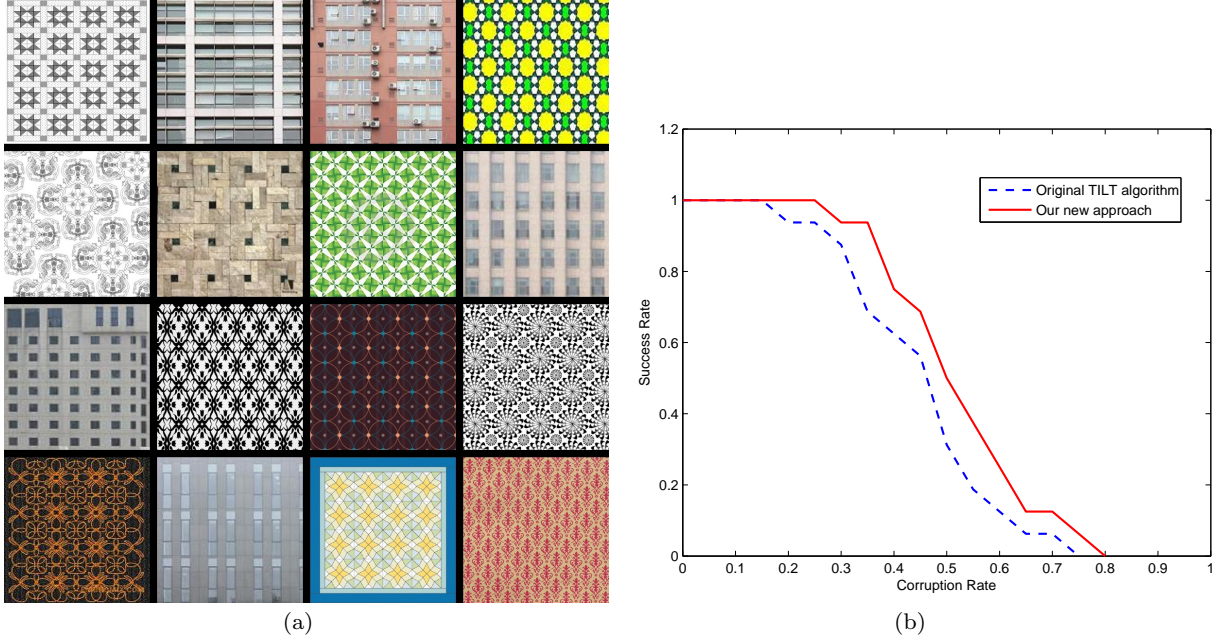 1.2
1
0.8
0.6
0.4
0.2
0
Success Rate
Original TILT algorithm
Our new approach
0 0.1 0.2 0.3 0.4 0.5 0.6 0.7 0.8 0.9 1
Corruption Rate
(a) (b)